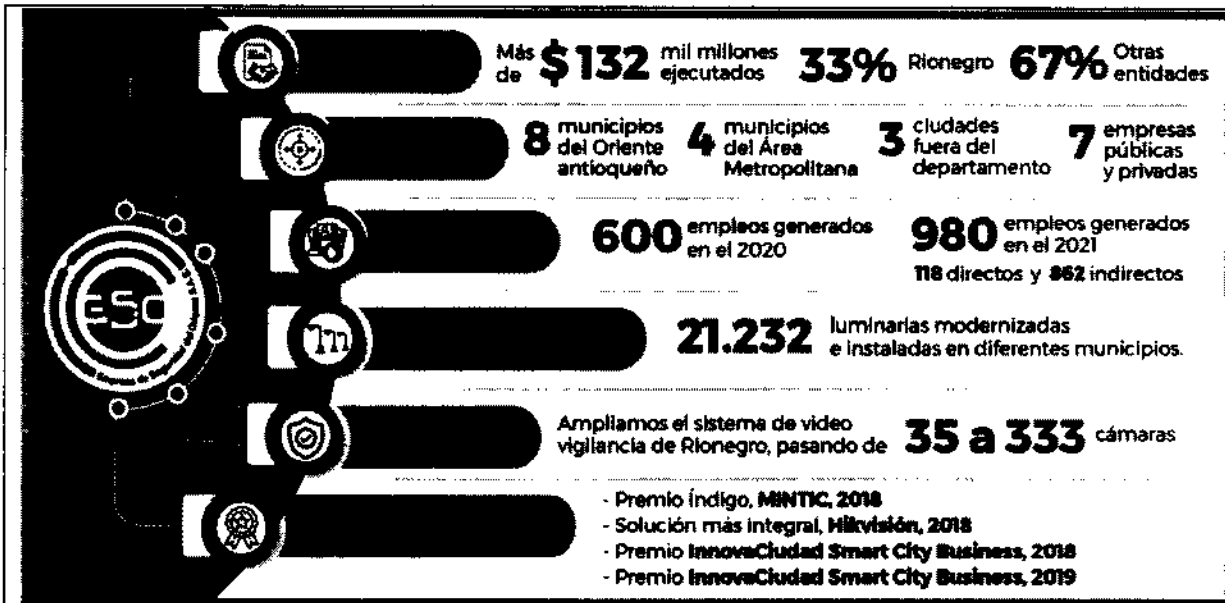 Más de $132 mil millones ejecutados 33% Rionegro 67% Otras entidades
8 municipios del Oriente antioqueño 4 municipios del Área Metropolitana 3 ciudades fuera del departamento 7 empresas públicas y privadas
600 empleos generados en el 2020 980 empleos generados en el 2021
118 directos y 862 indirectos
eso
21.232 luminarias modernizadas
e instaladas en diferentes municipios.
Ampliamos el sistema de video
vigilancia de Rionegro, pasando de 35 a 333 cámaras
- Premio Índigo, MINTIC, 2018
- Solución más integral, Hikvisión, 2018
- Premio InnovaCiudad Smart City Business, 2018
- Premio InnovaCiudad Smart City Business, 2019